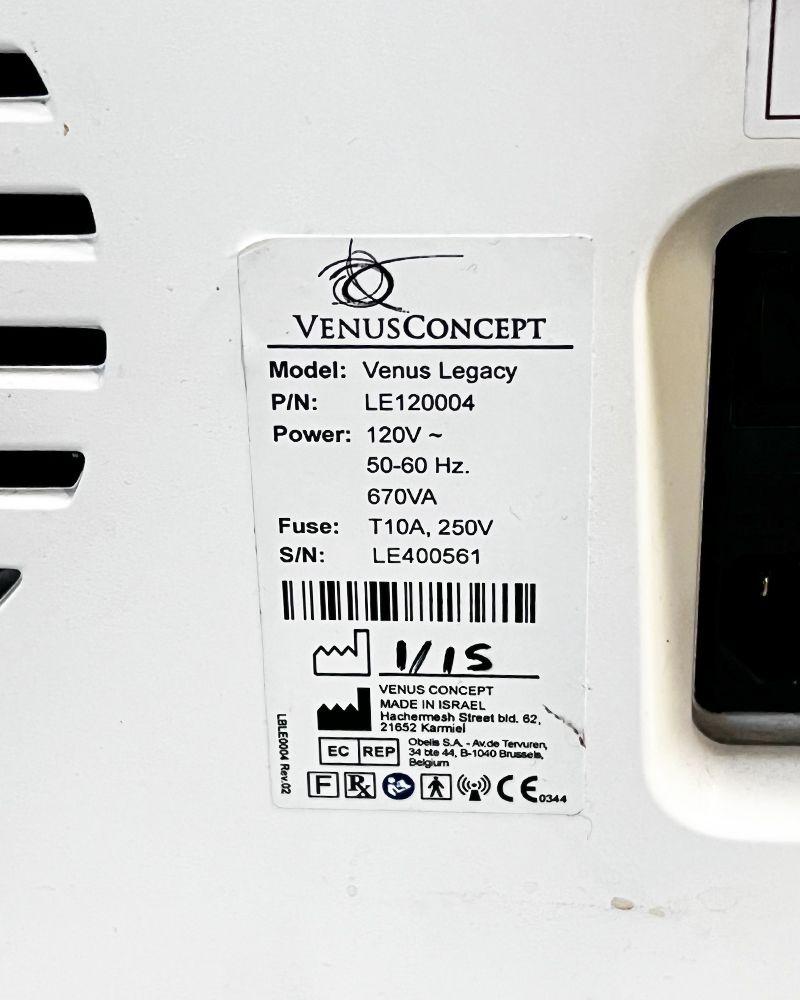 VENUSCONCEPT
Model: Venus Legacy
P/N: LE120004
Power: 120V ~
50-60 Hz.
670VA
Fuse: T10A, 250V
S/N: LE400561
1/15
VENUS CONCEPT
MADE IN ISRAEL
Hachermesh Street bld. 62,
21652 Karmiel
EC REP
Obelis S.A. - Av.de Tervuren,
34 bte 44, B-1040 Brussels,
Belgium
F Rx CE 0344
LBLE0004 Rev.02